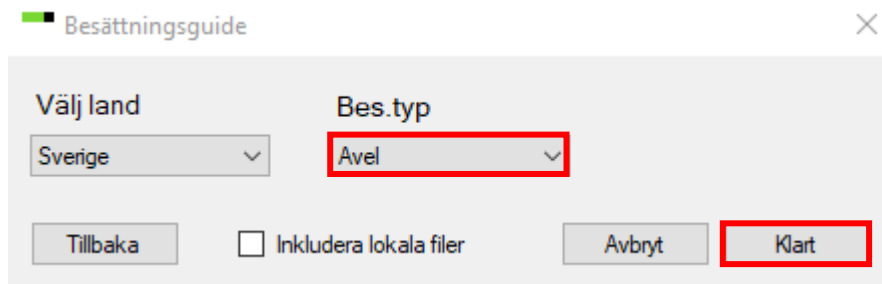 Besättningsguide
Välj land Bes.typ
Sverige Avel
Tillbaka Inkludera lokala filer Avbryt Klart